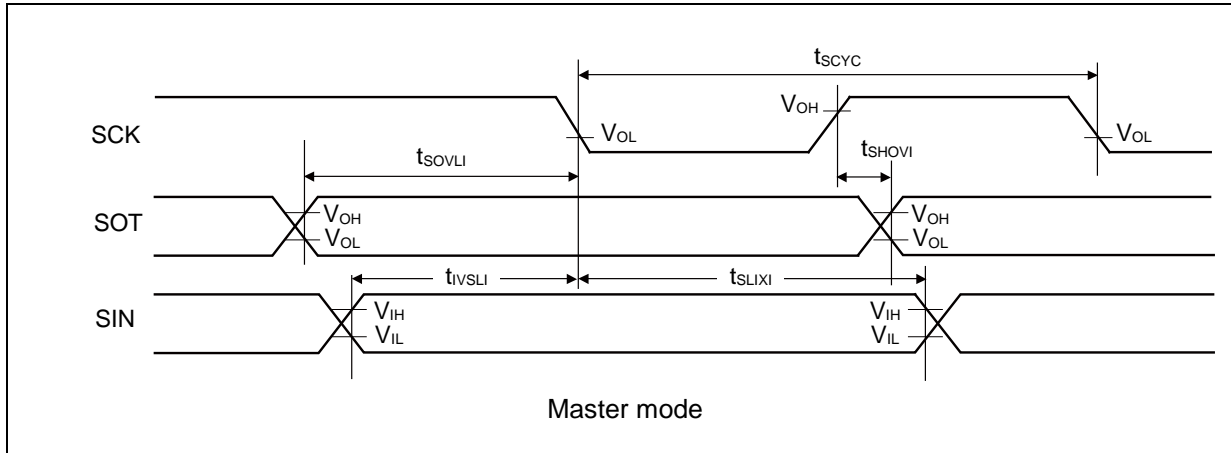 tSCYC
SCK
VOH
VOL
VOL
tSOVLI
tSHOVI
SOT
VOH
VOL
VOH
VOL
tIVSLI
tSLIXI
SIN
VIH
VIL
VIH
VIL
Master mode